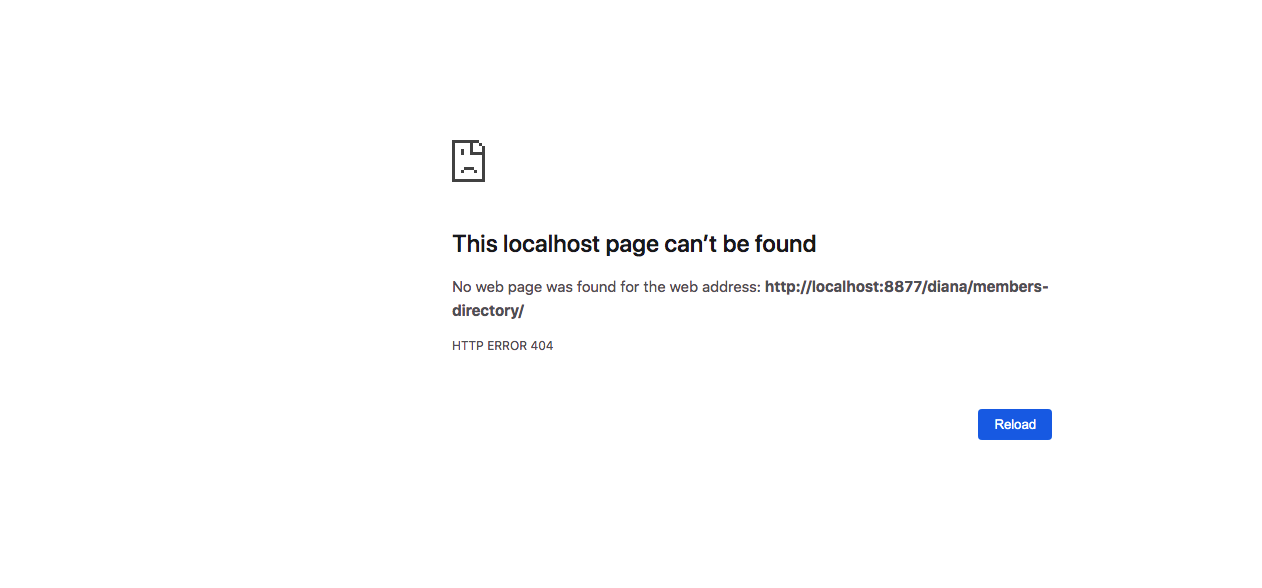 This localhost page can’t be found
No web page was found for the web address: http://localhost:8877/diana/members-
directory/
HTTP ERROR 404
Reload